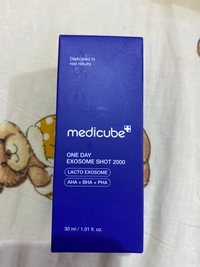 Dedicated to
real results
medicube
ONE DAY
EXOSOME SHOT 2000
LACTO EXOSOME
AHA + BHA + PHA
30 ml / 1.01 fl. oz.